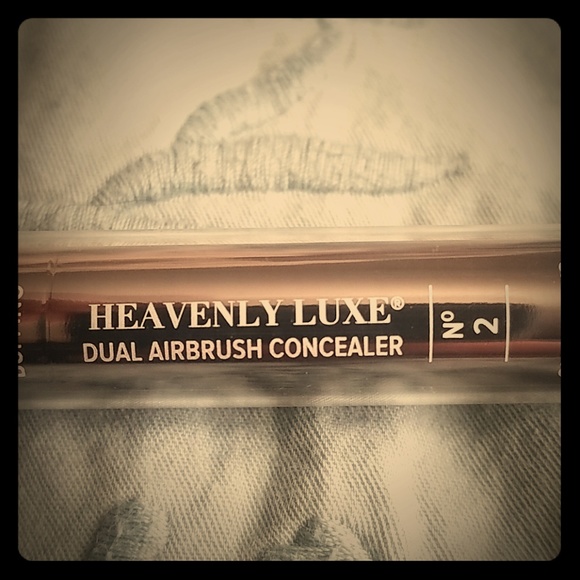 HEAVENLY LUXE®
DUAL AIRBRUSH CONCEALER
Nº
2